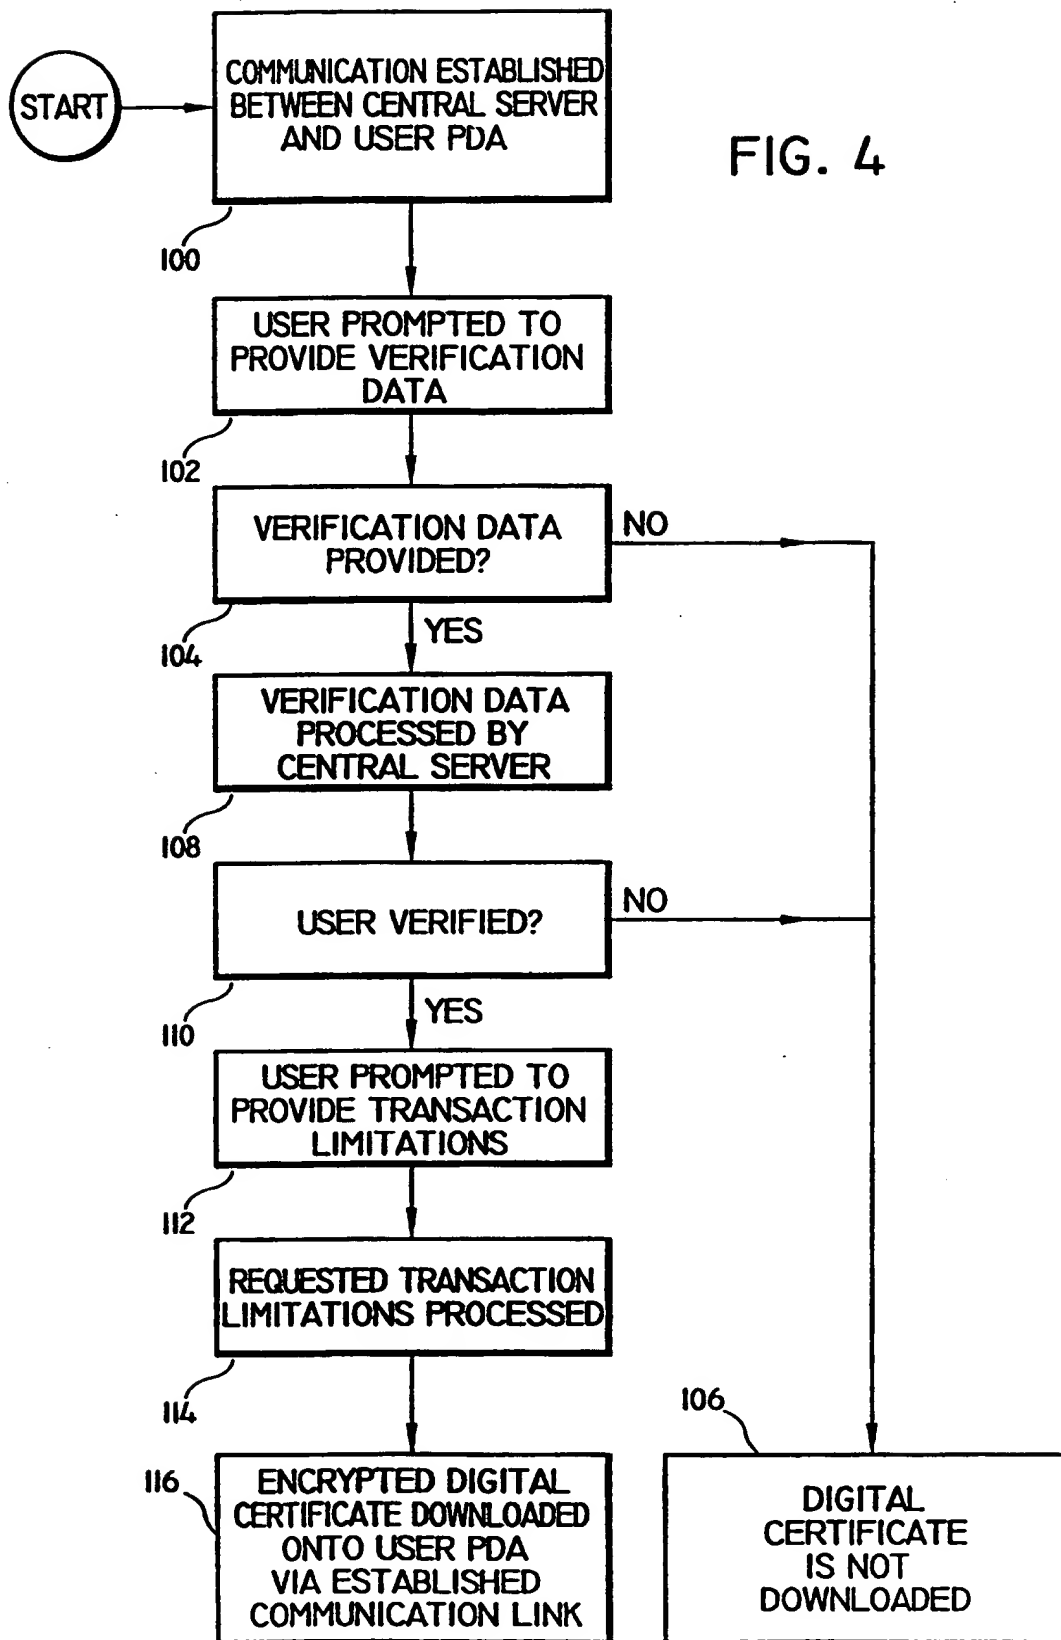 START
COMMUNICATION ESTABLISHED
BETWEEN CENTRAL SERVER
AND USER PDA
FIG. 4
100
USER PROMPTED TO
PROVIDE VERIFICATION
DATA
102
VERIFICATION DATA
PROVIDED?
NO
104
YES
VERIFICATION DATA
PROCESSED BY
CENTRAL SERVER
108
USER VERIFIED?
NO
110
YES
USER PROMPTED TO
PROVIDE TRANSACTION
LIMITATIONS
112
REQUESTED TRANSACTION
LIMITATIONS PROCESSED
114
116
ENCRYPTED DIGITAL
CERTIFICATE DOWNLOADED
ONTO USER PDA
VIA ESTABLISHED
COMMUNICATION LINK
106
DIGITAL
CERTIFICATE
IS NOT
DOWNLOADED